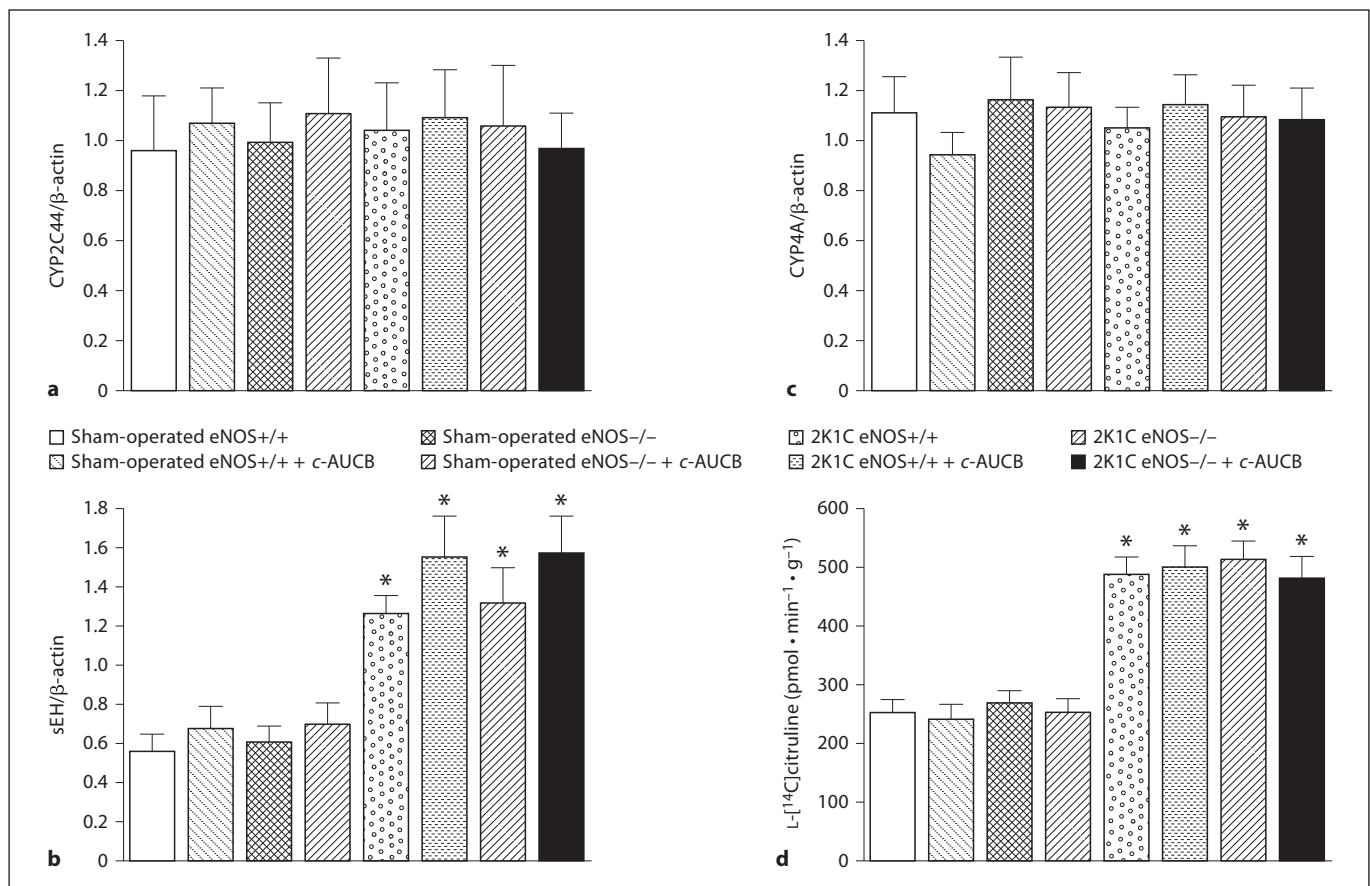 1.4
1.2
1.0
0.8
0.6
0.4
0.2
0
CYP2C44/β-actin
a
1.4
1.2
1.0
0.8
0.6
0.4
0.2
0
CYP4A/β-actin
c
Sham-operated eNOS+/+
Sham-operated eNOS–/–
2K1C eNOS+/+
2K1C eNOS–/–
Sham-operated eNOS+/+ + c-AUCB
Sham-operated eNOS–/– + c-AUCB
2K1C eNOS+/+ + c-AUCB
2K1C eNOS–/– + c-AUCB
1.8
1.6
1.4
1.2
1.0
0.8
0.6
0.4
0.2
0
sEH/β-actin
* * * *
b
600
500
400
300
300
200
100
0
L-[¹⁴C]citruline (pmol • min⁻¹ • g⁻¹)
* * * *
d